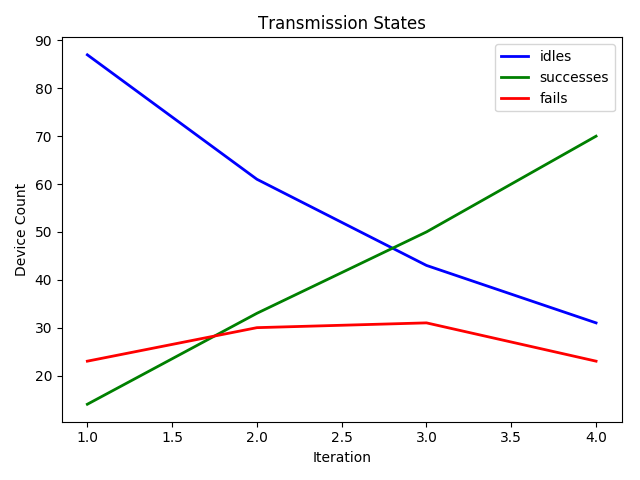 Transmission States
90
80
70
60
50
40
30
20
Device Count
idles
successes
fails
1.0 1.5 2.0 2.5 3.0 3.5 4.0
Iteration